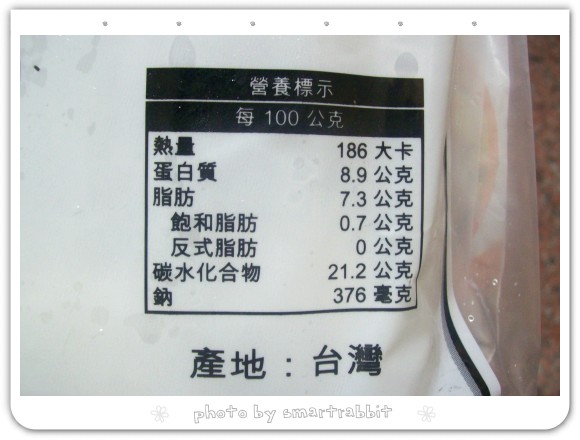 營養標示
每 100 公克
熱量 186 大卡
蛋白質 8.9 公克
脂肪 7.3 公克
飽和脂肪 0.7 公克
反式脂肪 0 公克
碳水化合物 21.2 公克
鈉 376 毫克
產地：台灣
photo by smartrabbit